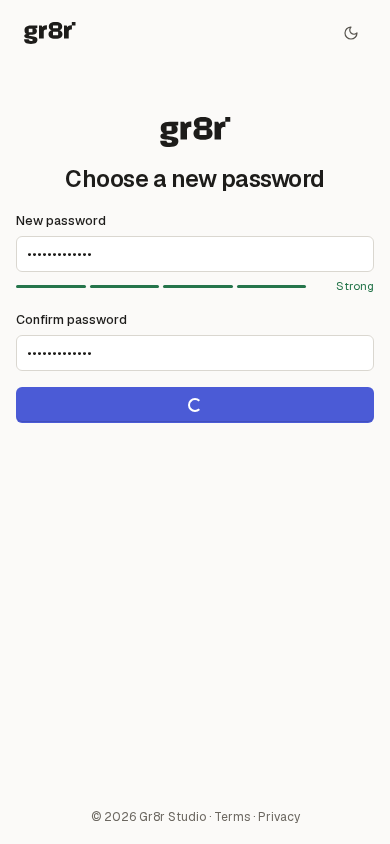 gr8r
gr8r
Choose a new password
New password
•••••••••••••
Strong
Confirm password
•••••••••••••
© 2026 Gr8r Studio · Terms · Privacy